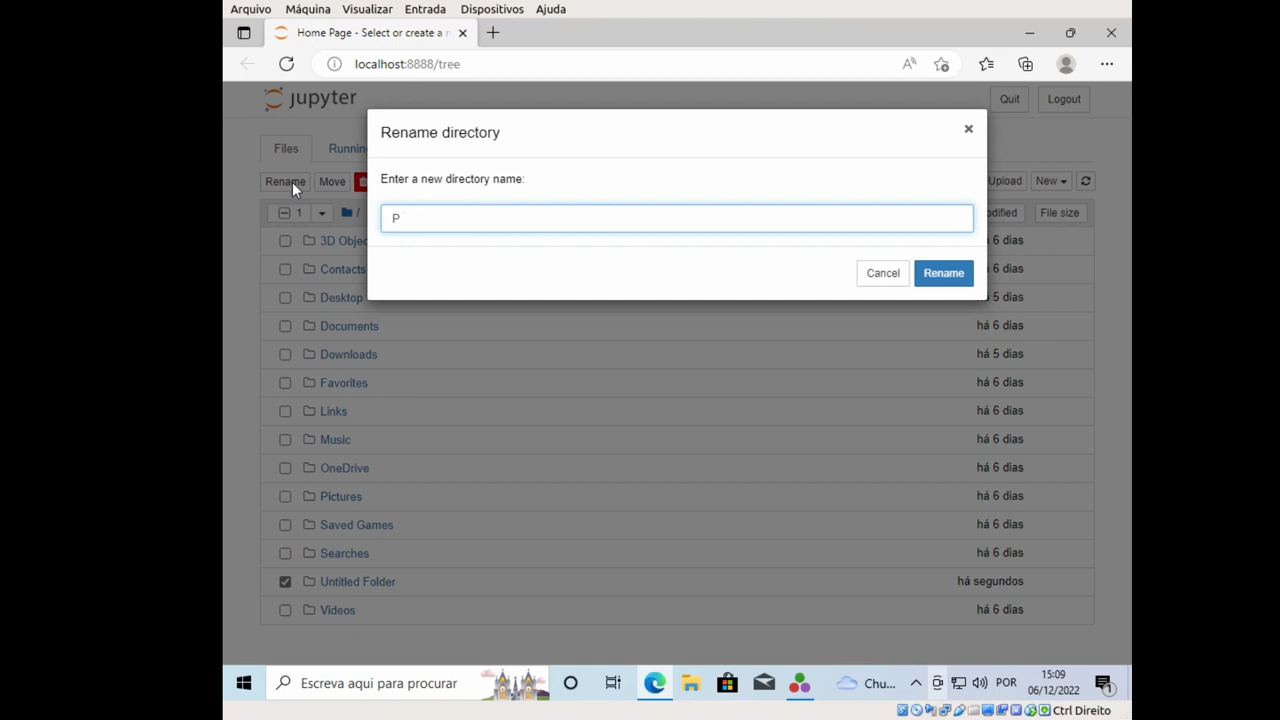 Arquivo Máquina Visualizar Entrada Dispositivos Ajuda
Home Page - Select or create a n
localhost:8888/tree
jupyter Quit Logout
Rename directory
Files Running
Enter a new directory name:
Rename Move Upload New
1 / odified File size
P
3D Objec há 6 dias
Contacts há 6 dias
Cancel Rename
Desktop há 5 dias
Documents há 6 dias
Downloads há 5 dias
Favorites há 6 dias
Links há 6 dias
Music há 6 dias
OneDrive há 6 dias
Pictures há 6 dias
Saved Games há 6 dias
Searches há 6 dias
Untitled Folder há segundos
Videos há 6 dias
Escreva aqui para procurar Chu... POR 15:09
06/12/2022 1
Ctrl Direito